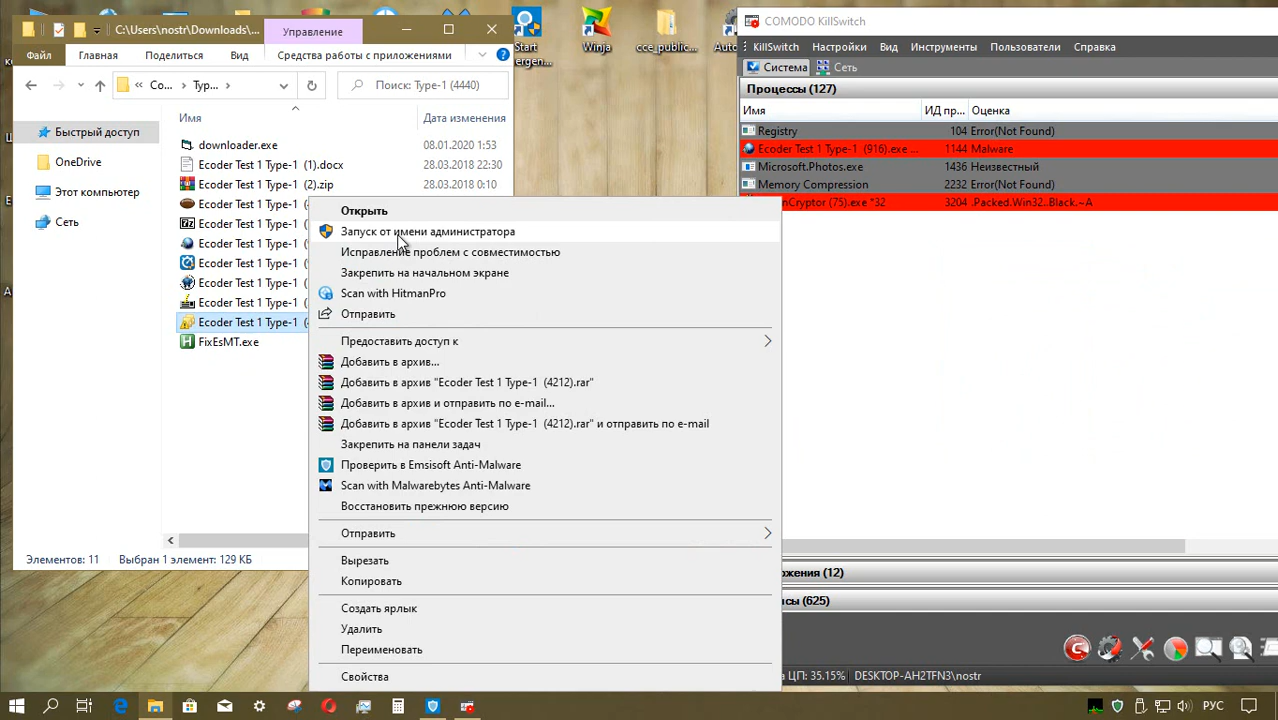 C:\Users\nostr\Downloads\...
Управление
Файл
Главная
Поделиться
Вид
Средства работы с приложениями
Co...
Typ...
Поиск: Type-1 (4440)
Имя
Дата изменения
Быстрый доступ
OneDrive
Этот компьютер
Сеть
downloader.exe 08.01.2020 1:53
Ecoder Test 1 Type-1 (1).docx 28.03.2018 22:30
Ecoder Test 1 Type-1 (2).zip 28.03.2018 0:10
Ecoder Test 1 Type-1
Ecoder Test 1 Type-1
Ecoder Test 1 Type-1
Ecoder Test 1 Type-1
Ecoder Test 1 Type-1
Ecoder Test 1 Type-1
Ecoder Test 1 Type-1
FixEsMT.exe
Элементов: 11 Выбран 1 элемент: 129 КБ
Открыть
Запуск от имени администратора
Исправление проблем с совместимостью
Закрепить на начальном экране
Scan with HitmanPro
Отправить
Предоставить доступ к
Добавить в архив...
Добавить в архив "Ecoder Test 1 Type-1 (4212).rar"
Добавить в архив и отправить по e-mail...
Добавить в архив "Ecoder Test 1 Type-1 (4212).rar" и отправить по e-mail
Закрепить на панели задач
Проверить в Emsisoft Anti-Malware
Scan with Malwarebytes Anti-Malware
Восстановить прежнюю версию
Отправить
Вырезать
Копировать
Создать ярлык
Удалить
Переименовать
Свойства
Start
ergen...
Winja
cce_public...
COMODO KillSwitch
KillSwitch
Настройки
Вид
Инструменты
Пользователи
Справка
Система
Сеть
Процессы (127)
Имя ИД пр... Оценка
Registry 104 Error(Not Found)
Ecoder Test 1 Type-1 (916).exe ... 1144 Malware
Microsoft.Photos.exe 1436 Неизвестный
Memory Compression 2232 Error(Not Found)
nCryptor (75).exe *32 3204 .Packed.Win32..Black.~A
жения (12)
сы (625)
а ЦП: 35.15% DESKTOP-AH2TFN3\nostr
РУС